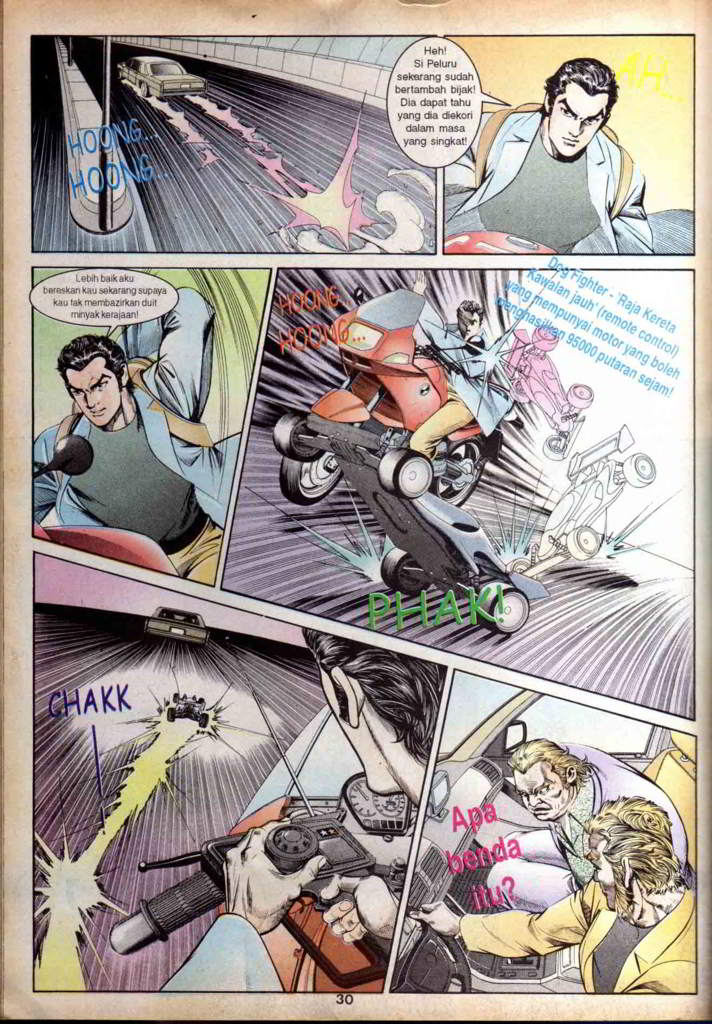 HOONG...
HOONG...
Heh!
Si Peluru
sekarang sudah
bertambah bijak!
Dia dapat tahu
yang dia diekori
dalam masa
yang singkat!
AH...
Lebih baik aku
bereskan kau sekarang supaya
kau tak membazirkan duit
minyak kerajaan!
HOONG
HOONG...
Dog Fighter - 'Raja Kereta
Kawalan jauh' (remote control)
yang mempunyai motor yang boleh
menghasilkan 95000 putaran sejam!
PHAK!
CHAKK
Apa
benda
itu?
30